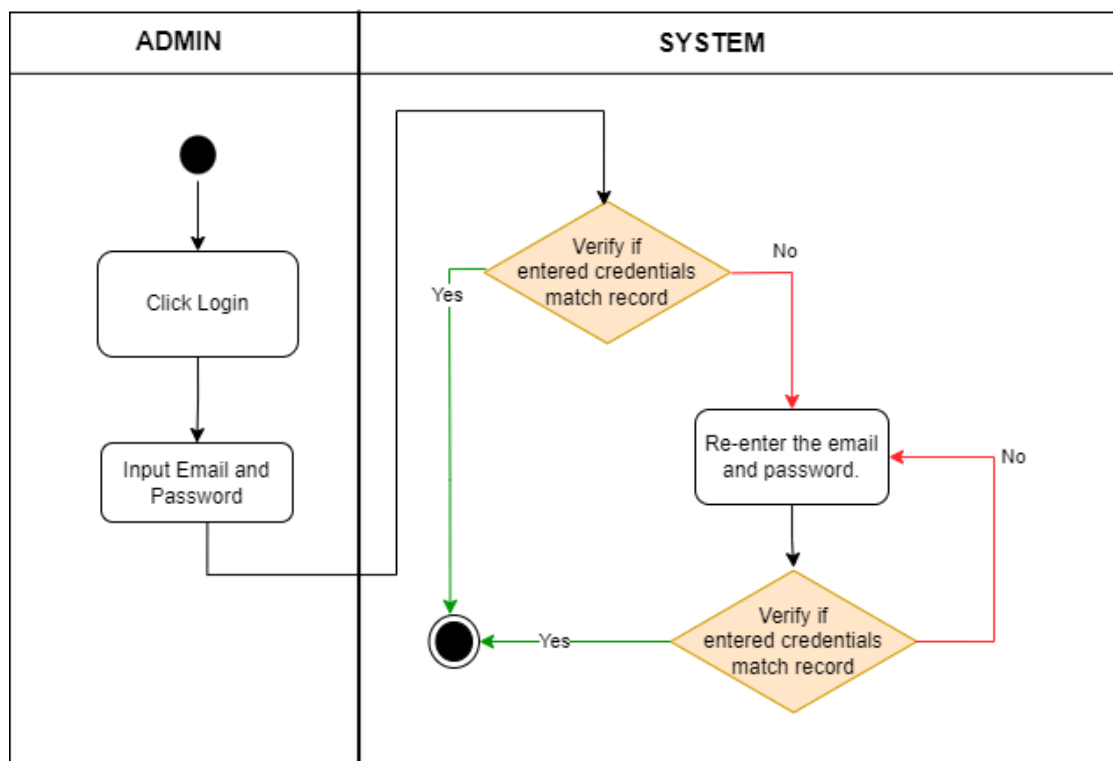 ADMIN
SYSTEM
Click Login
Input Email and
Password
Verify if
entered credentials
match record
Yes
No
Re-enter the email
and password.
No
Verify if
entered credentials
match record
Yes